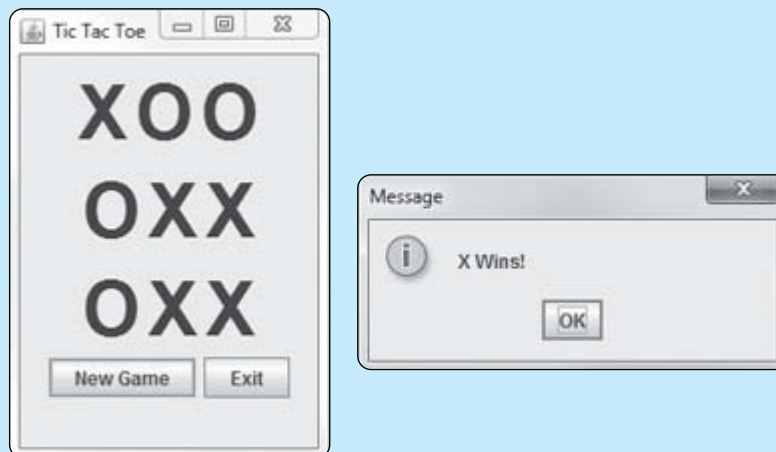 Tic Tac Toe
XOO
OXX
OXX
New Game Exit
Message
X Wins!
OK